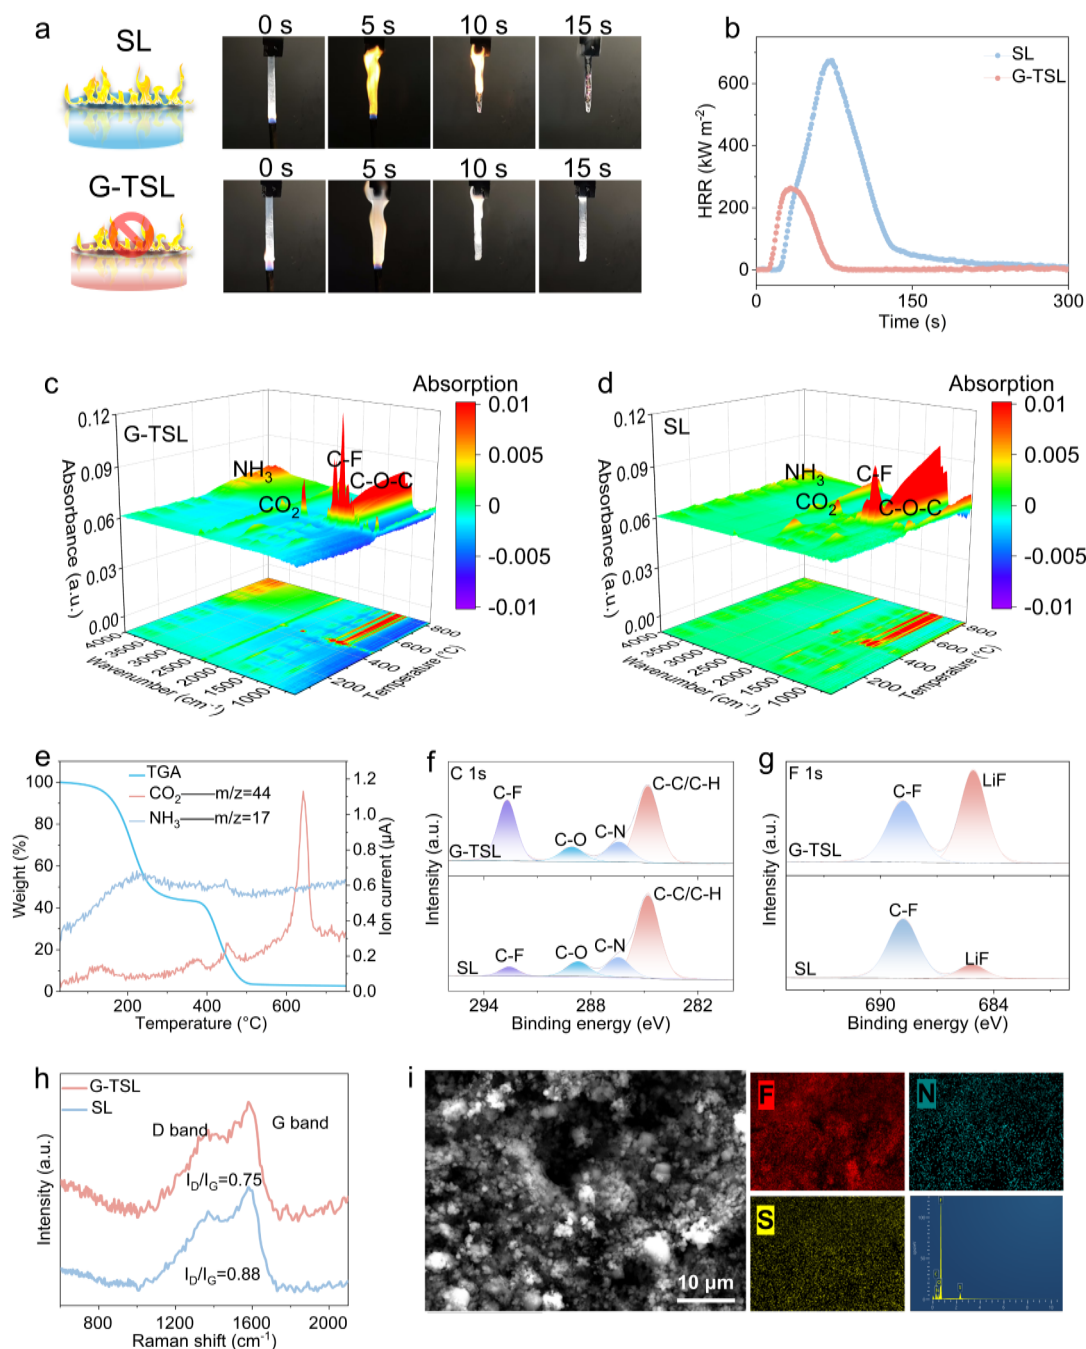 a
SL
0 s
5 s
10 s
15 s
G-TSL
0 s
5 s
10 s
15 s
b
SL
G-TSL
HRR (kW m⁻²)
600
400
200
0
0
150
300
Time (s)
c
G-TSL
Absorption
0.01
0.005
0
-0.005
-0.01
NH₃
CO₂
C-F
C-O-C
Absorbance (a.u.)
0.12
0.09
0.06
0.03
0.00
4000
3500
3000
2500
2000
1500
1000
Wavenumber (cm⁻¹)
200
400
600
800
Temperature (°C)
d
SL
Absorption
0.01
0.005
0
-0.005
-0.01
NH₃
CO₂
C-F
C-O-C
Absorbance (a.u.)
0.12
0.09
0.06
0.03
0.00
4000
3500
3000
2500
2000
1500
1000
Wavenumber (cm⁻¹)
200
400
600
800
Temperature (°C)
e
TGA
CO₂——m/z=44
NH₃——m/z=17
Weight (%)
100
80
60
40
20
0
Ion current (μA)
1.2
1.0
0.8
0.6
0.4
0.2
0.0
200
400
600
Temperature (°C)
f
C 1s
C-F
C-O
C-N
C-C/C-H
G-TSL
C-F
C-O
C-N
C-C/C-H
SL
Intensity (a.u.)
294
288
282
Binding energy (eV)
g
F 1s
C-F
LiF
G-TSL
C-F
LiF
SL
Intensity (a.u.)
690
684
Binding energy (eV)
h
G-TSL
SL
D band
G band
I_D/I_G=0.75
I_D/I_G=0.88
Intensity (a.u.)
800
1200
1600
2000
Raman shift (cm⁻¹)
i
10 μm
F
N
S